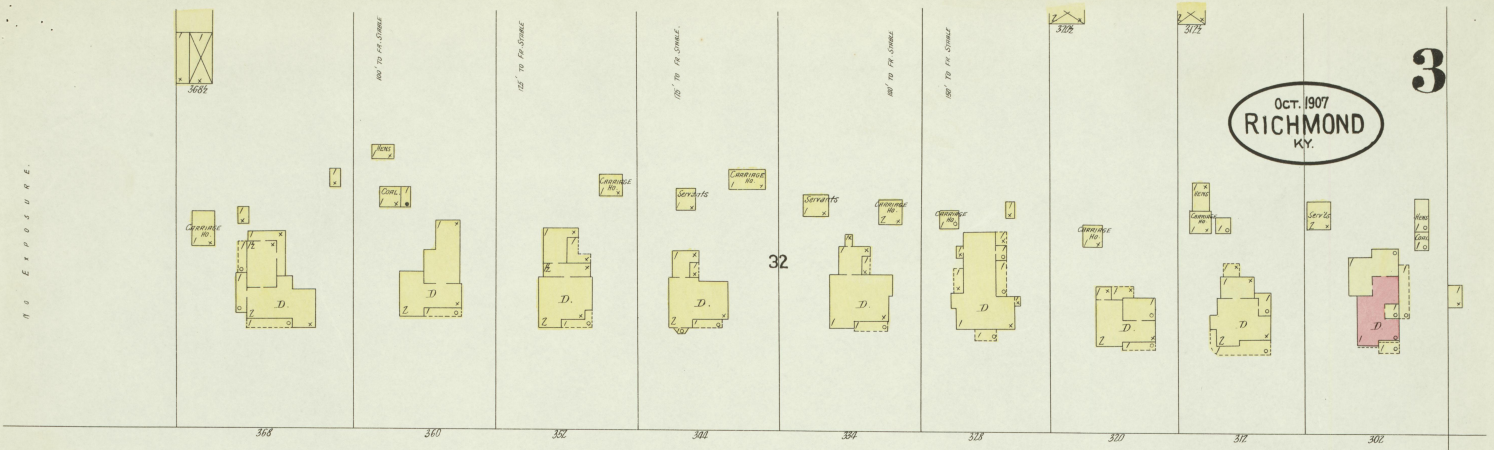 3
OCT. 1907
RICHMOND
KY.
368½
320½
312½
100' TO FR. STABLE
125' TO FR. STABLE
175' TO FR. STABLE.
100' TO FR. STABLE
150' TO FR. STABLE
NO EXPOSURE.
HENS
COAL
CARRIAGE
HO.
CARRIAGE
HO.
Servants
CARRIAGE
HO.
Servants
CARRIAGE
HO.
CARRIAGE
HO.
CARRIAGE
HO.
HENS
CARRIAGE
HO.
Serv'ts
HENS
COAL
32
D.
D
D.
D.
D.
D
D.
D
D.
368
360
352
344
334
328
320
312
302